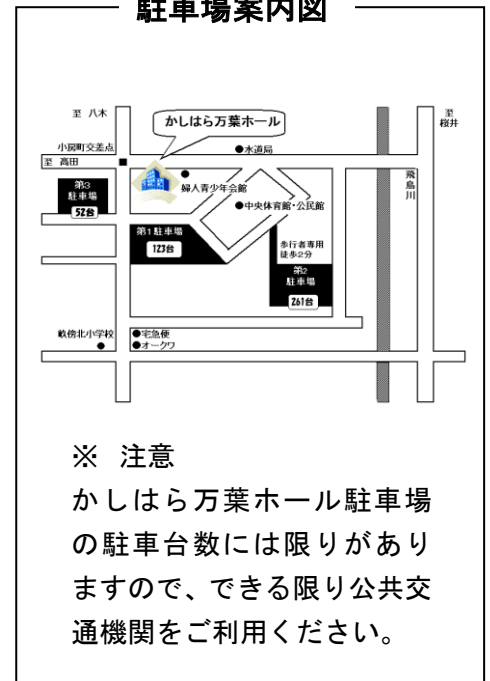 駐車場案内図
至 八木
かしはら万葉ホール
至
桜井
小房町交差点
●水道局
至 高田
婦人青少年会館
飛鳥川
第3
駐車場
52台
●中央体育館・公民館
第1駐車場
123台
歩行者専用
徒歩2分
第2
駐車場
261台
畝傍北小学校
●宅急便
●オークワ
※ 注意
かしはら万葉ホール駐車場
の駐車台数には限りがあり
ますので、できる限り公共交
通機関をご利用ください。